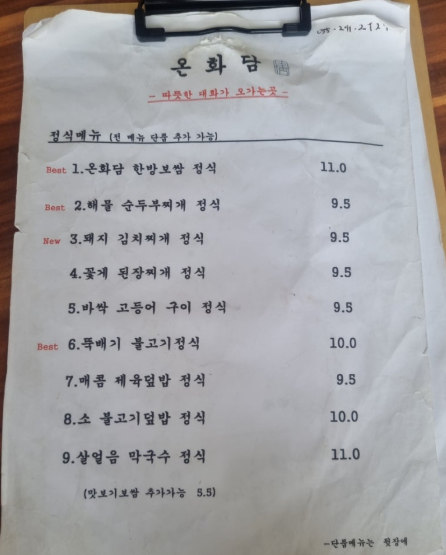 온화담
- 따뜻한 대화가 오가는곳 -
정식메뉴 (전 메뉴 단품 추가 가능)
Best 1.온화담 한방보쌈 정식 11.0
Best 2.해물 순두부찌개 정식 9.5
New 3.돼지 김치찌개 정식 9.5
4.꽃게 된장찌개 정식 9.5
5.바싹 고등어 구이 정식 9.5
Best 6.뚝배기 불고기정식 10.0
7.매콤 제육덮밥 정식 9.5
8.소 불고기덮밥 정식 10.0
9.살얼음 막국수 정식 11.0
(맛보기보쌈 추가가능 5.5)
-단품메뉴는 뒷장에